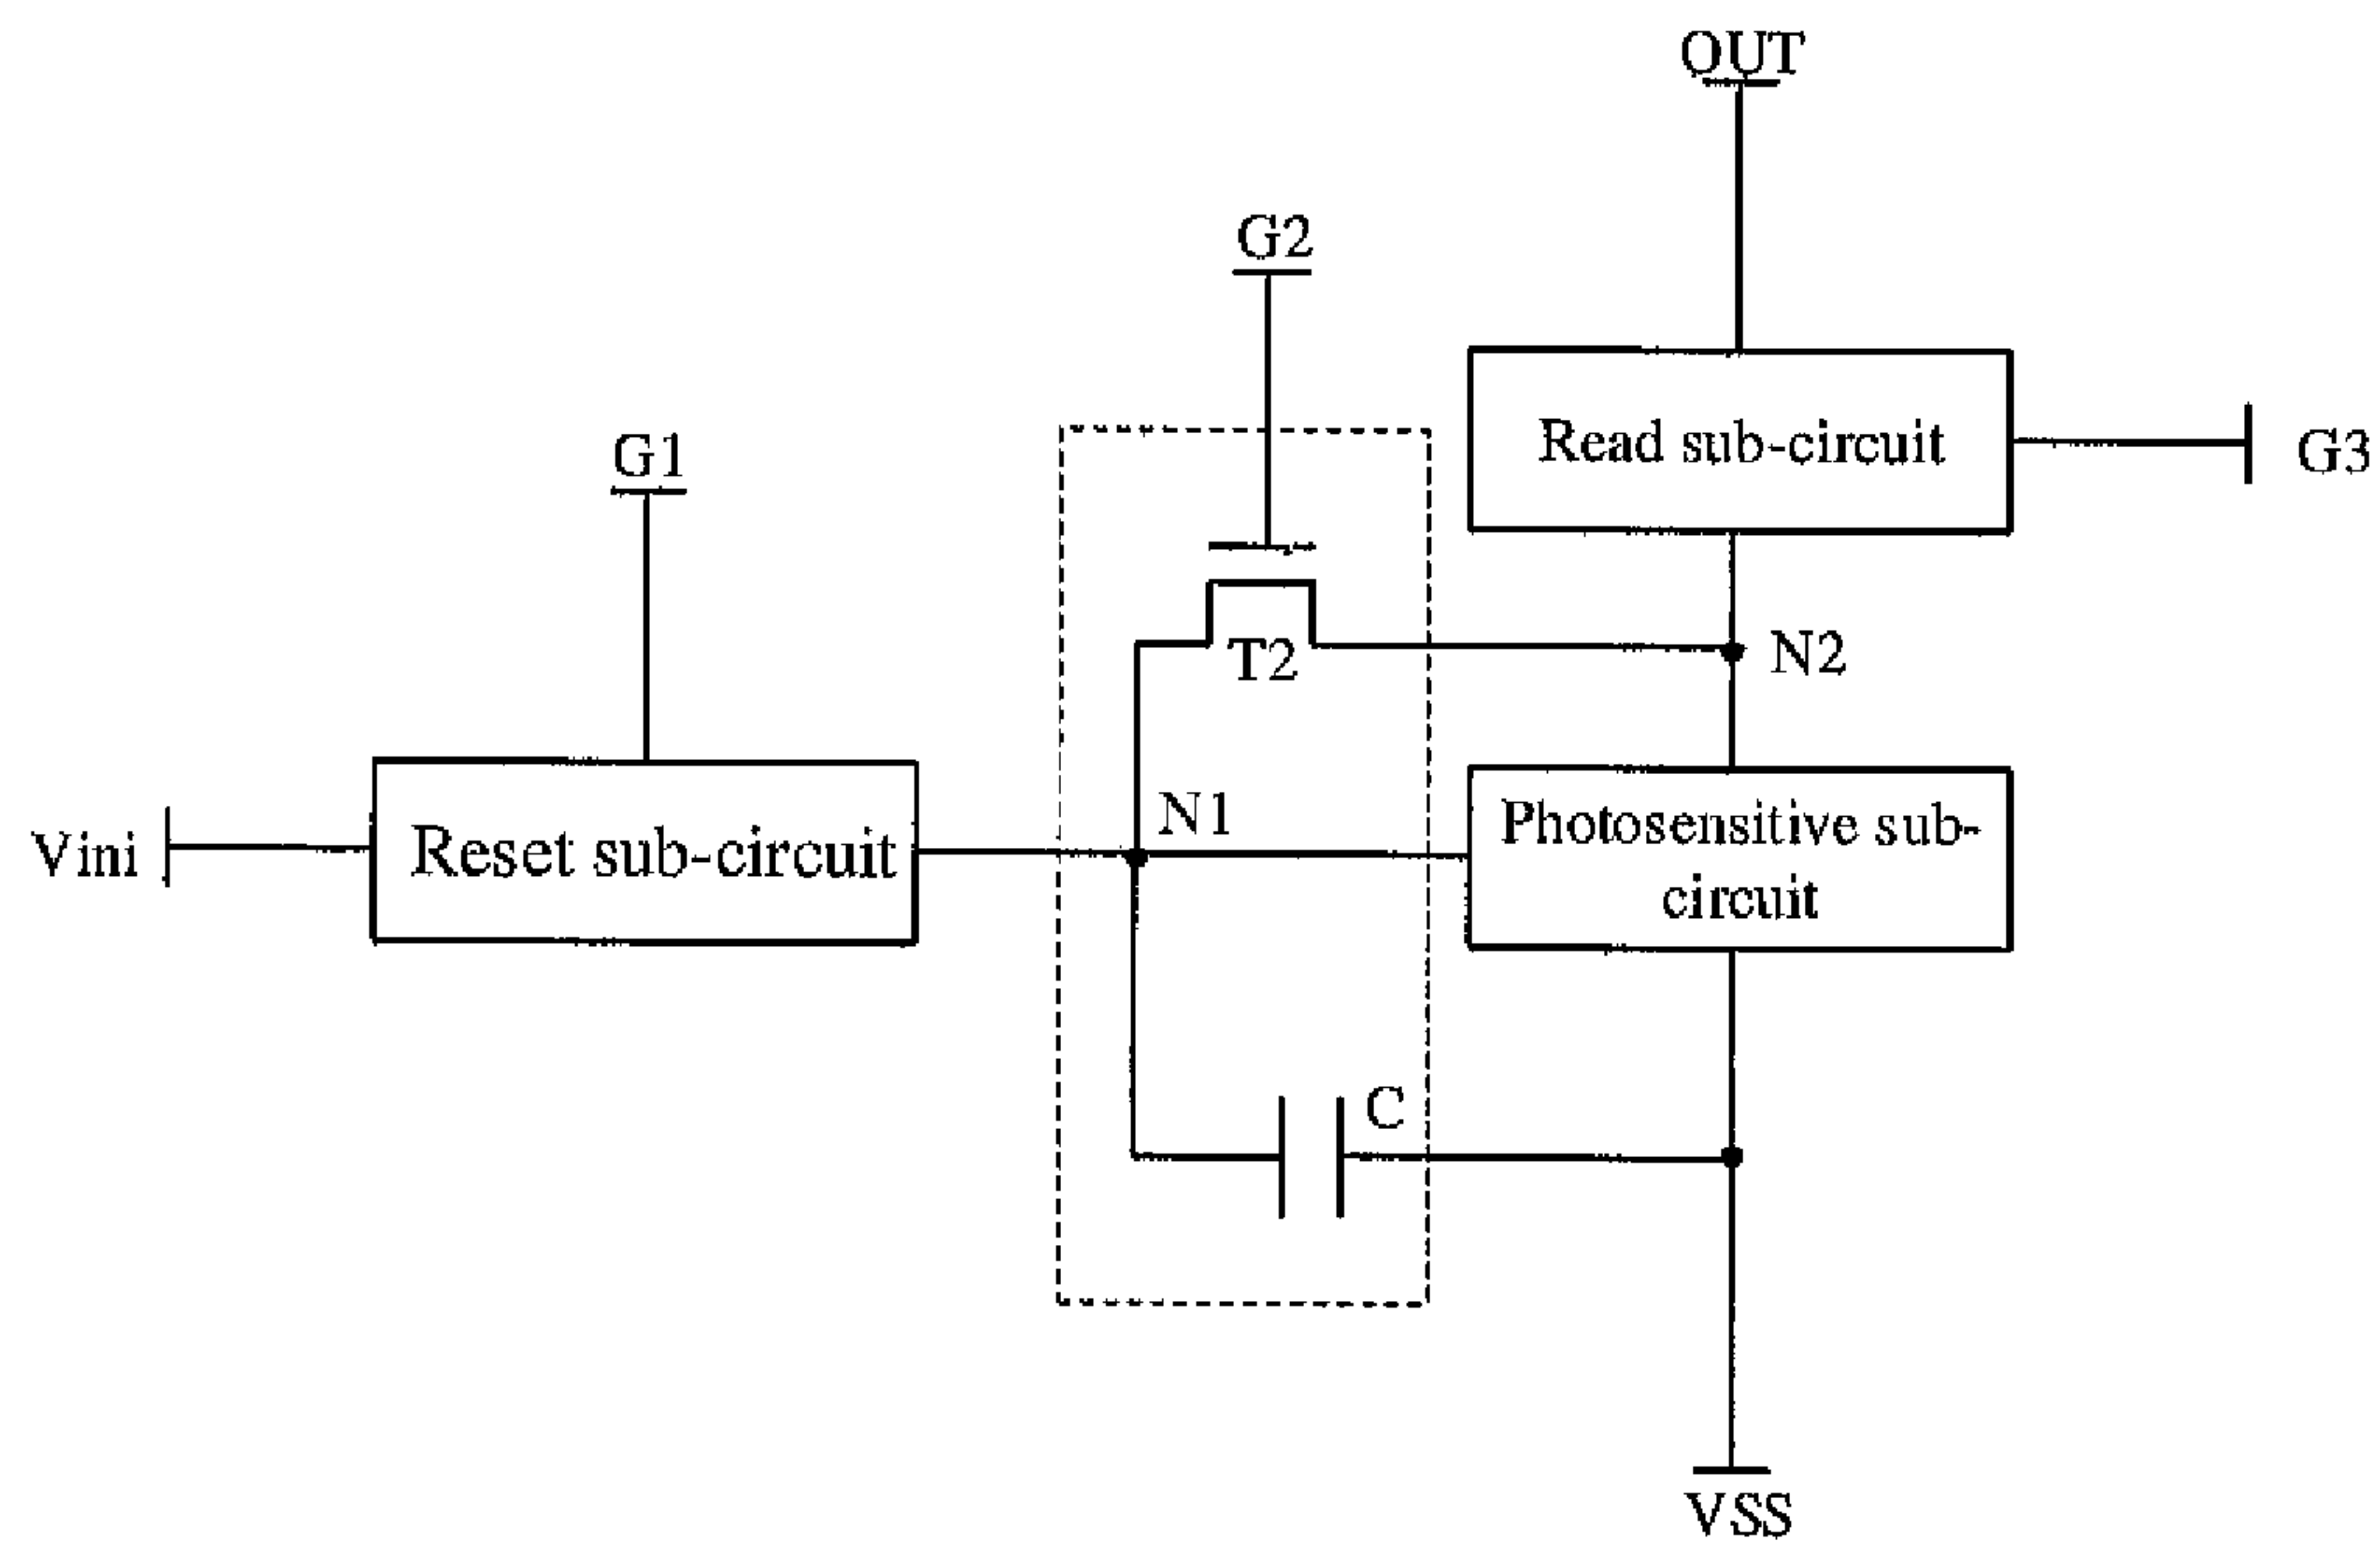 OUT
G2
G1
Read sub-circuit
G3
T2
N2
N1
Vini
Reset sub-circuit
Photosensitive sub-
circuit
C
VSS